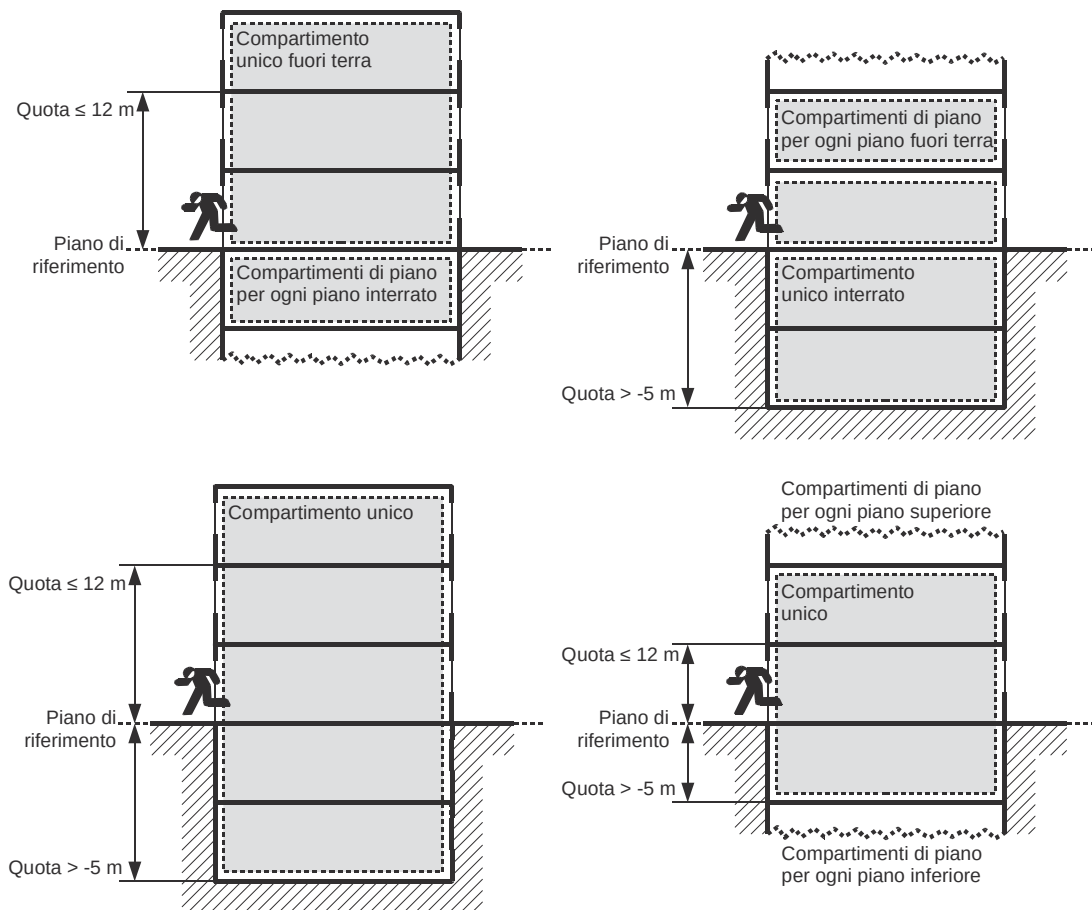 Compartimento
unico fuori terra
Quota ≤ 12 m
Piano di
riferimento
Compartimenti di piano
per ogni piano interrato
Compartimenti di piano
per ogni piano fuori terra
Piano di
riferimento
Compartimento
unico interrato
Quota > -5 m
Compartimento unico
Quota ≤ 12 m
Piano di
riferimento
Quota > -5 m
Compartimenti di piano
per ogni piano superiore
Compartimento
unico
Quota ≤ 12 m
Piano di
riferimento
Quota > -5 m
Compartimenti di piano
per ogni piano inferiore